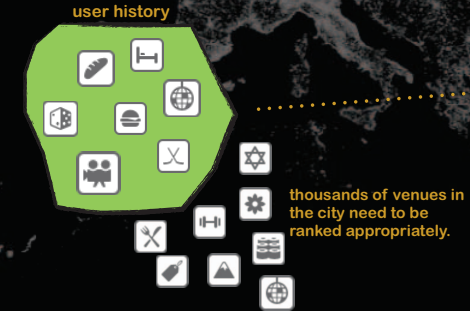 user history
thousands of venues in
the city need to be
ranked appropriately.